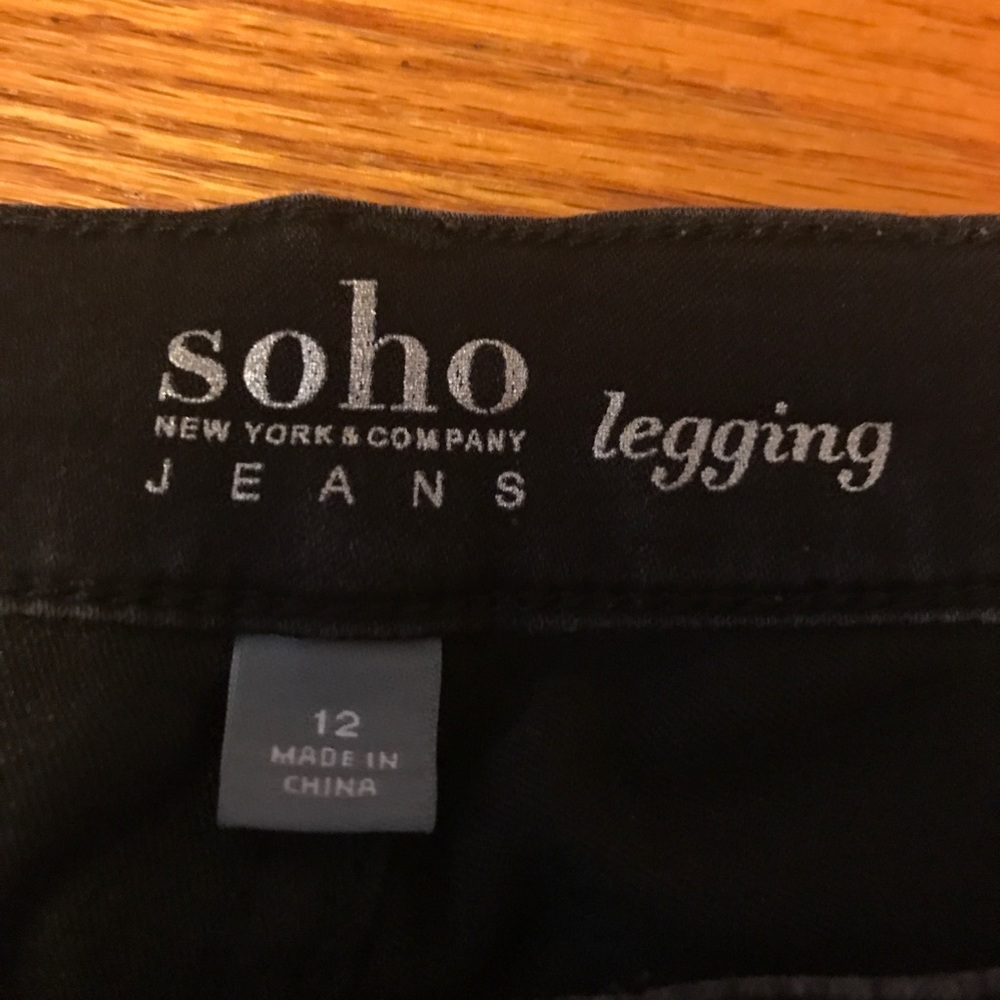 soho
NEW YORK & COMPANY
JEANS
legging
12
MADE IN
CHINA